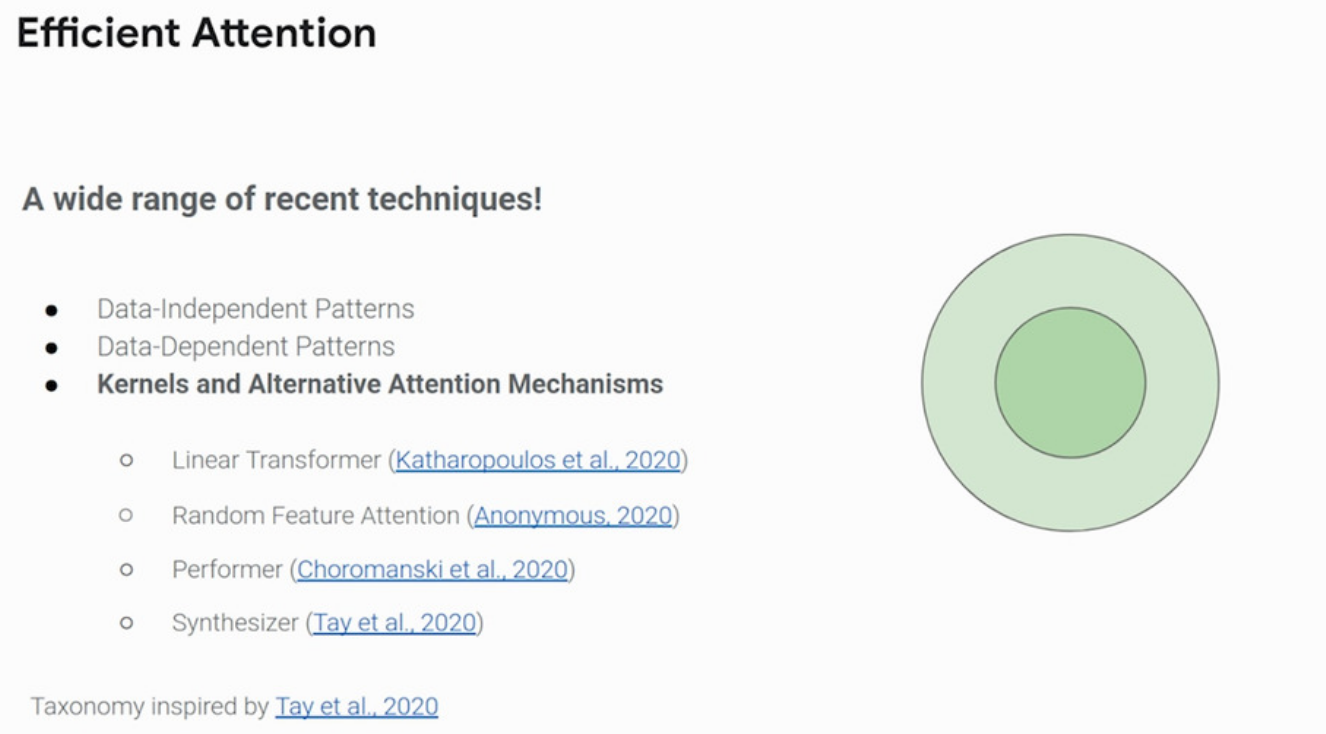 Efficient Attention
A wide range of recent techniques!
● Data-Independent Patterns
● Data-Dependent Patterns
● Kernels and Alternative Attention Mechanisms
○ Linear Transformer (Katharopoulos et al., 2020)
○ Random Feature Attention (Anonymous, 2020)
○ Performer (Choromanski et al., 2020)
○ Synthesizer (Tay et al., 2020)
Taxonomy inspired by Tay et al., 2020